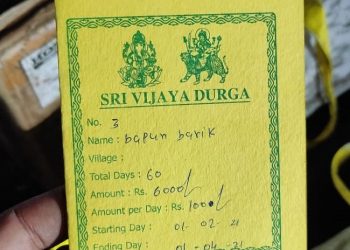 SRI VIJAYA DURGA
No. 3
Name : bapun barik
Village :
Total Days : 60
Amount : Rs. 6000/-
Amount per Day : Rs. 100/-
Starting Day : 01-02-21
Ending Day : 01-04-21